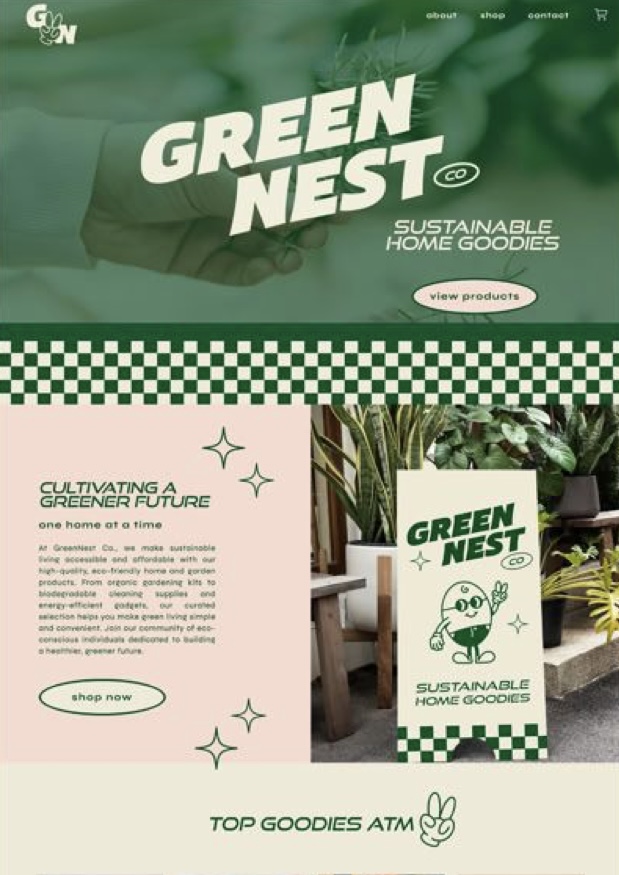 GN
about shop contact
GREEN
NEST CO
SUSTAINABLE
HOME GOODIES
view products
CULTIVATING A
GREENER FUTURE
one home at a time
At GreenNest Co., we make sustainable
living accessible and affordable with our
high-quality, eco-friendly home and garden
products. From organic gardening kits to
biodegradable cleaning supplies and
energy-efficient gadgets, our curated
selection helps you make green living simple
and convenient. Join our community of eco-
conscious individuals dedicated to building
a healthier, greener future.
shop now
GREEN
NEST CO
SUSTAINABLE
HOME GOODIES
TOP GOODIES ATM